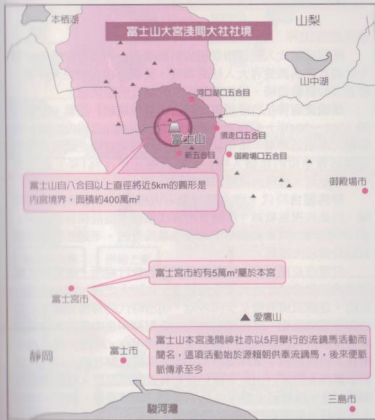 本栖湖
富士山大宮淺間大社社境
山梨
山中湖
河口湖口五合目
須走口五合目
富士山
新五合目
御殿場口五合目
富士山自八合目以上直徑將近5km的圓形是
內宮境界，面積約400萬m²
御殿場市
富士宮市約有5萬m²屬於本宮
富士宮市
愛鷹山
富士山本宮淺間神社亦以5月舉行的流鏑馬活動而
聞名，這項活動始於源賴朝供奉流鏑馬，後來便脈
脈傳承至今
靜岡
富士市
駿河灣
三島市